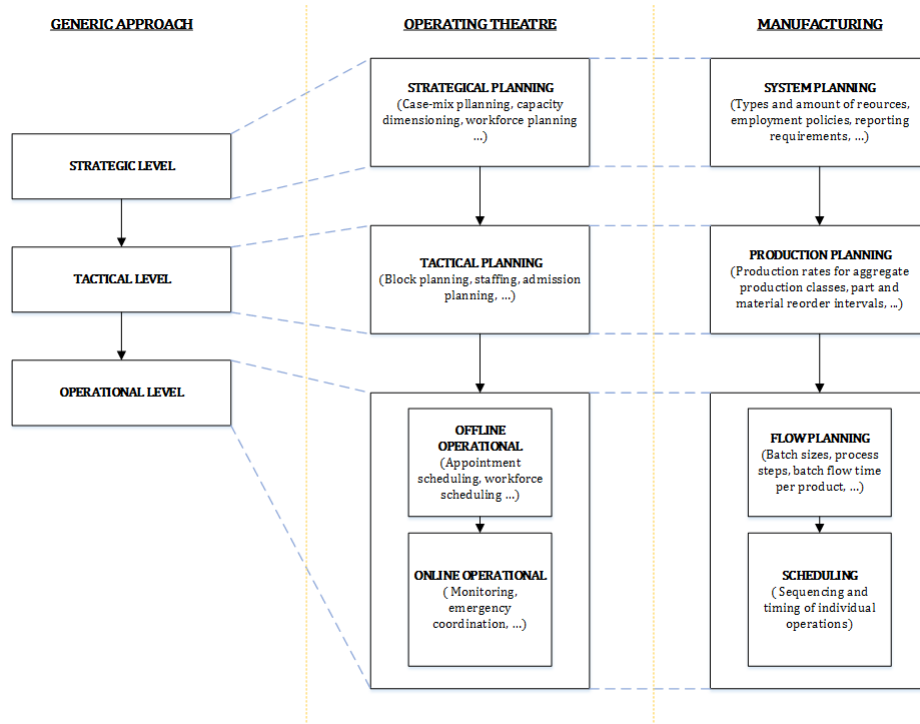 GENERIC APPROACH
OPERATING THEATRE
MANUFACTURING
STRATEGIC LEVEL
TACTICAL LEVEL
OPERATIONAL LEVEL
STRATEGICAL PLANNING
(Case-mix pllanning, capacity
dimensioning, workforce planning
...)
TACTICAL PLANNING
(Block planning, staffing, admission
planning, ...)
OFFLINE
OPERATIONAL
(Appointment
scheduling, workforce
scheduling ...)
ONLINE OPERATIONAL
( Monitoring,
emergency
coordination, ...)
SYSTEM PLANNING
(Types and amount of reources,
employment policies, reporting
requirements, ...)
PRODUCTION PLANNING
(Production rates for aggregate
production classes, part and
material reorder intervals, ...)
FLOW PLANNING
(Batch sizes, process
steps, batch flow time
per product, ...)
SCHEDULING
( Sequencing and
timing of individual
operations)